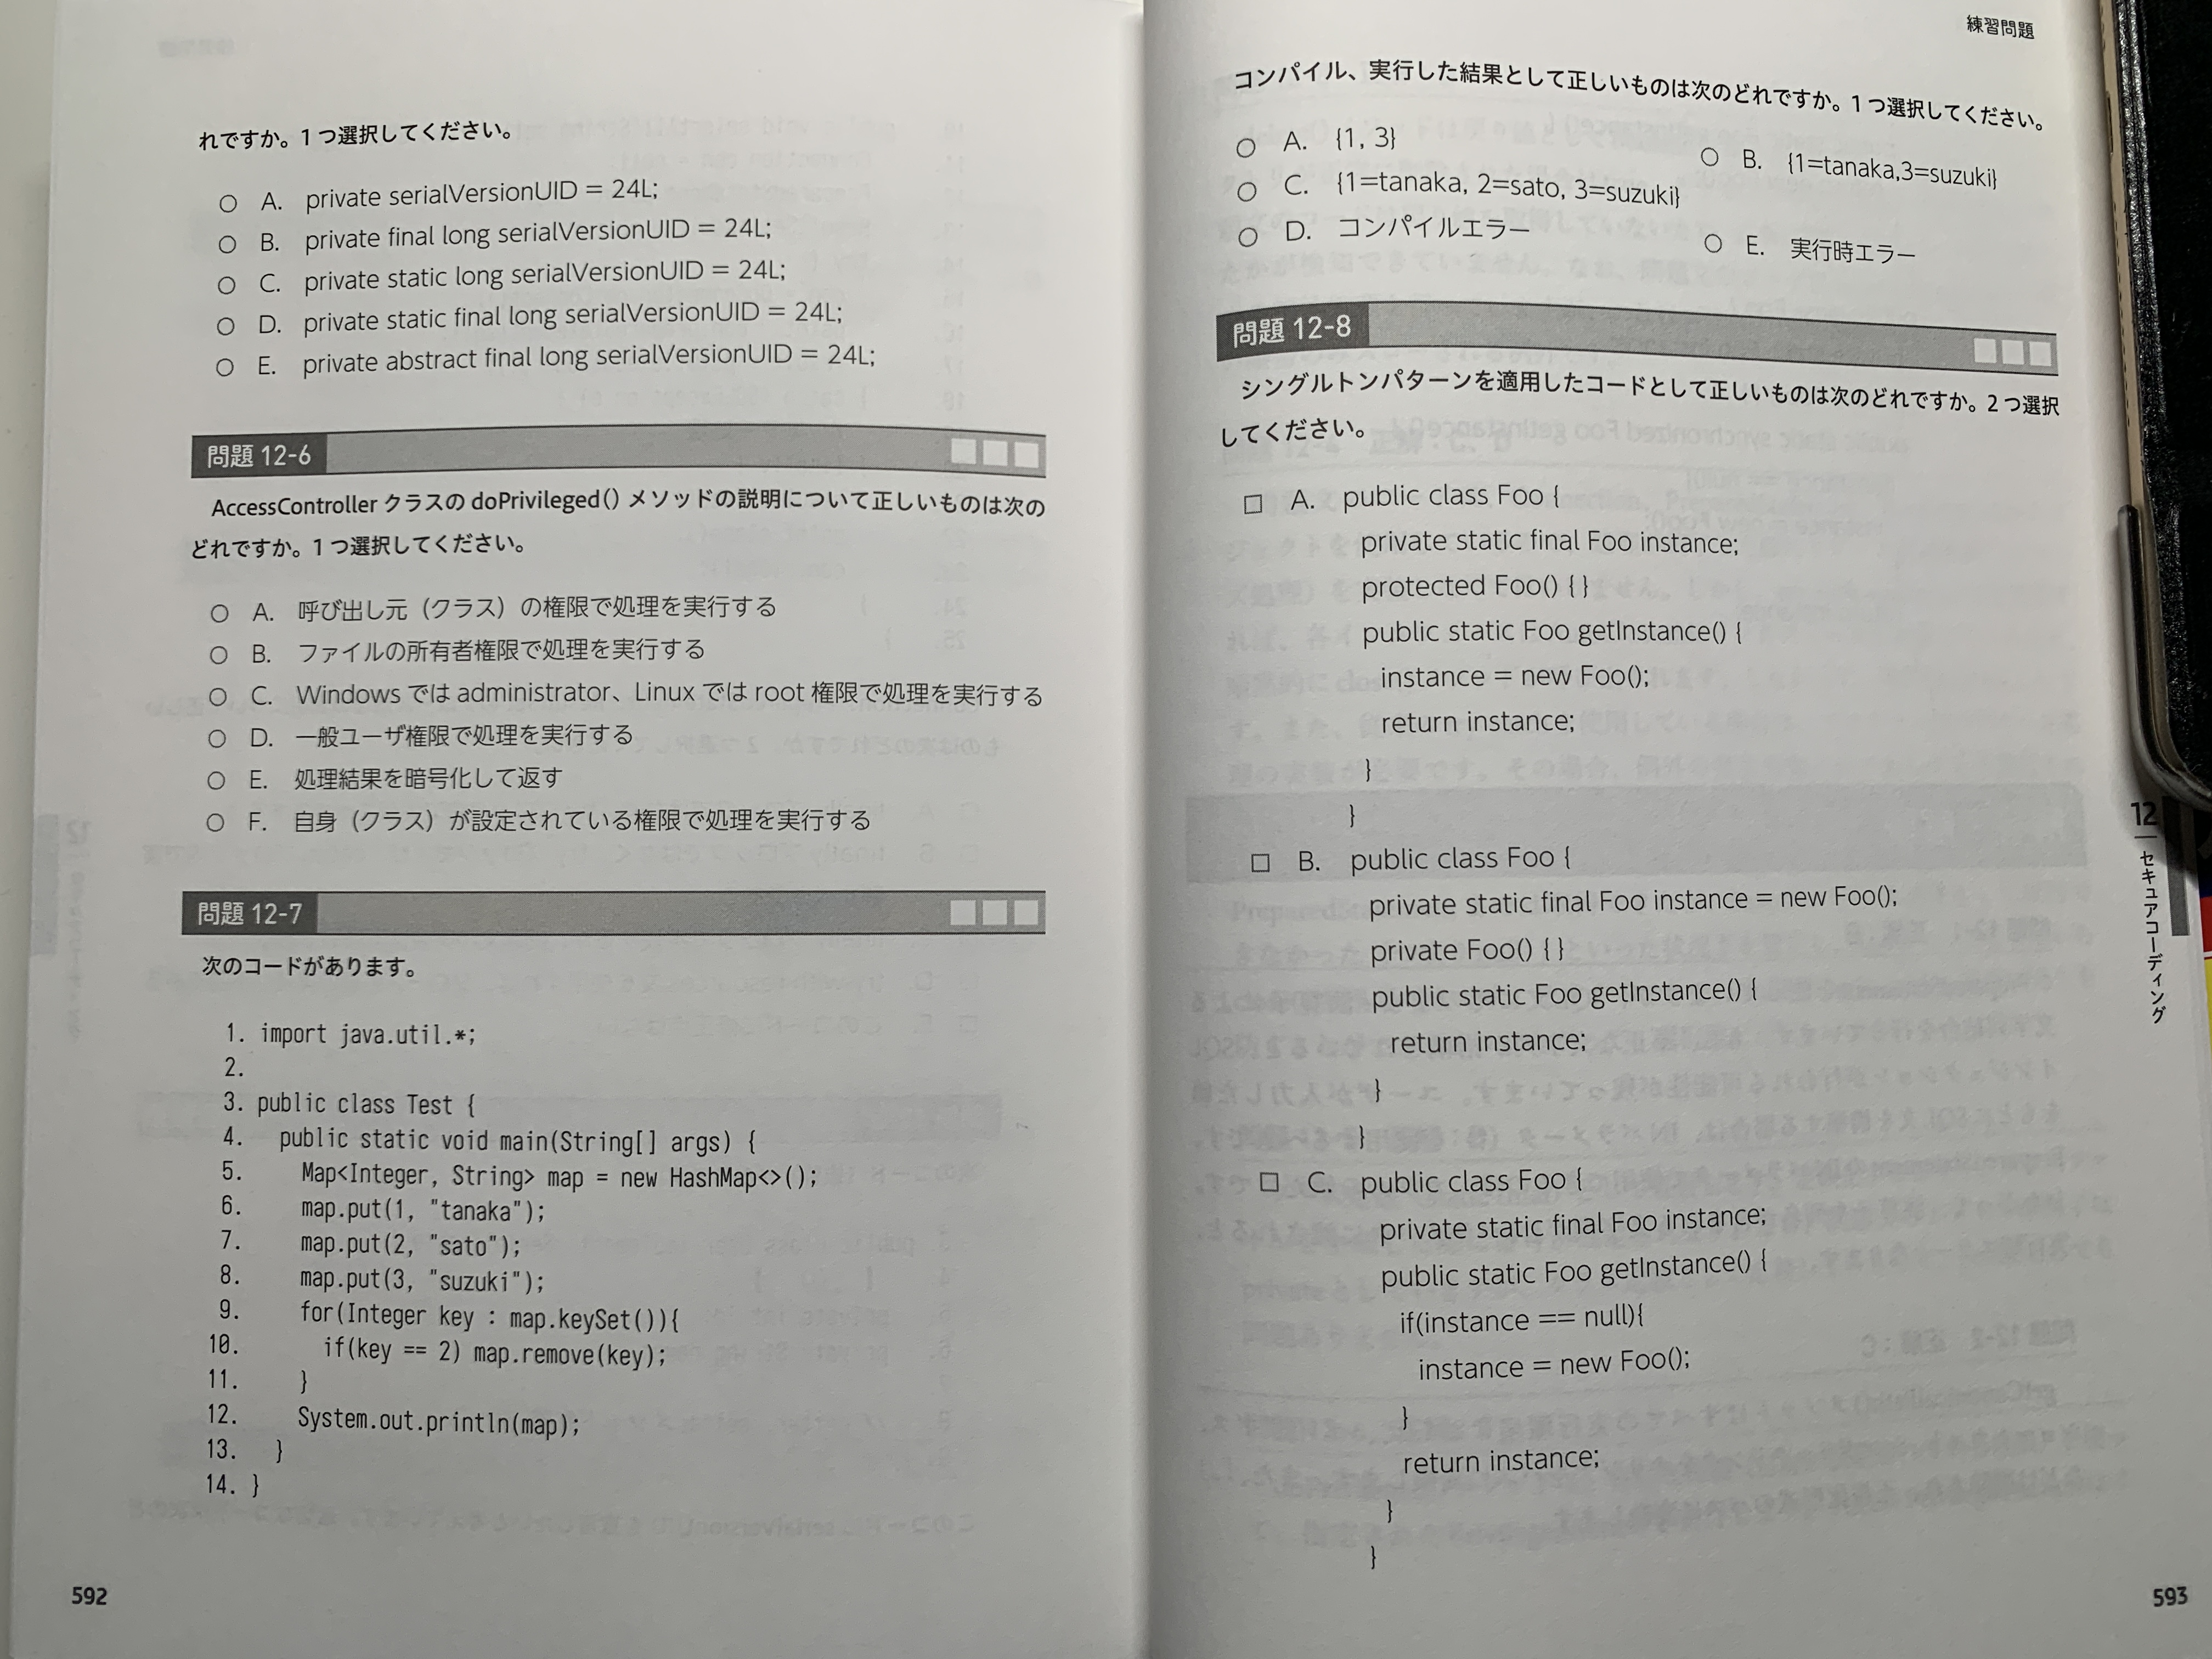 れですか。1つ選択してください。
○ A. private serialVersionUID = 24L;
○ B. private final long serialVersionUID = 24L;
○ C. private static long serialVersionUID = 24L;
○ D. private static final long serialVersionUID = 24L;
○ E. private abstract final long serialVersionUID = 24L;
問題 12-6
AccessController クラスの doPrivileged() メソッドの説明について正しいものは次の
どれですか。1つ選択してください。
○ A. 呼び出し元（クラス）の権限で処理を実行する
○ B. ファイルの所有者権限で処理を実行する
○ C. Windows では administrator、Linux では root 権限で処理を実行する
○ D. 一般ユーザ権限で処理を実行する
○ E. 処理結果を暗号化して返す
○ F. 自身（クラス）が設定されている権限で処理を実行する
問題 12-7
次のコードがあります。
1. import java.util.*;
2.
3. public class Test {
4. public static void main(String[] args) {
5. Map<Integer, String> map = new HashMap<>();
6. map.put(1, "tanaka");
7. map.put(2, "sato");
8. map.put(3, "suzuki");
9. for(Integer key : map.keySet()){
10. if(key == 2) map.remove(key);
11. }
12. System.out.println(map);
13. }
14. }
592
練習問題
コンパイル、実行した結果として正しいものは次のどれですか。1つ選択してください。
○ A. {1, 3}
○ B. {1=tanaka,3=suzuki}
○ C. {1=tanaka, 2=sato, 3=suzuki}
○ D. コンパイルエラー
○ E. 実行時エラー
問題 12-8
シングルトンパターンを適用したコードとして正しいものは次のどれですか。2つ選択
してください。
□ A. public class Foo {
private static final Foo instance;
protected Foo() { }
public static Foo getInstance() {
instance = new Foo();
return instance;
}
}
□ B. public class Foo {
private static final Foo instance = new Foo();
private Foo() { }
public static Foo getInstance() {
return instance;
}
}
□ C. public class Foo {
private static final Foo instance;
public static Foo getInstance() {
if(instance == null){
instance = new Foo();
}
return instance;
}
}
12
セキュアコーディング
593